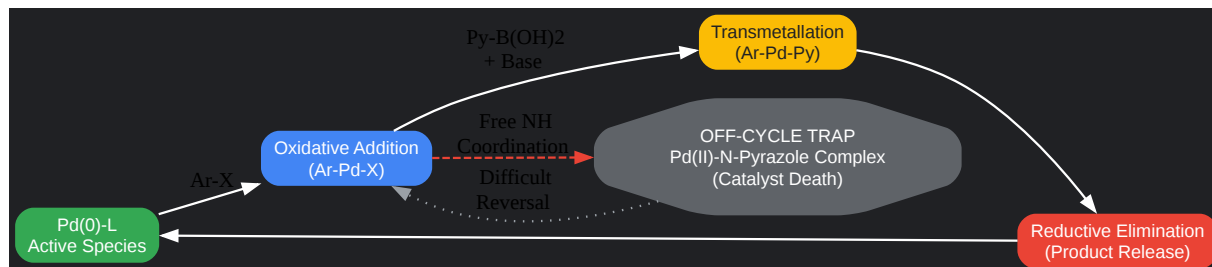 Py-B(OH)2
+ Base
Transmetallation
(Ar-Pd-Py)
Free NH
Coordination
Oxidative Addition
(Ar-Pd-X)
OFF-CYCLE TRAP
Pd(II)-N-Pyrazole Complex
(Catalyst Death)
Difficult
Reversal
Ar-X
Pd(0)-L
Active Species
Reductive Elimination
(Product Release)